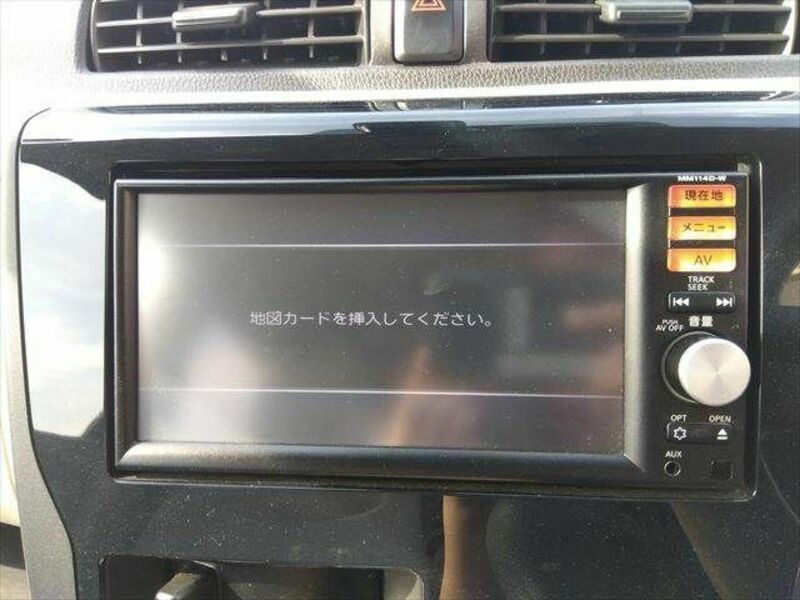 MM114D-W
現在地
メニュー
AV
TRACK
SEEK
地図カードを挿入してください。
PUSH
AV OFF
音量
OPT
OPEN
AUX